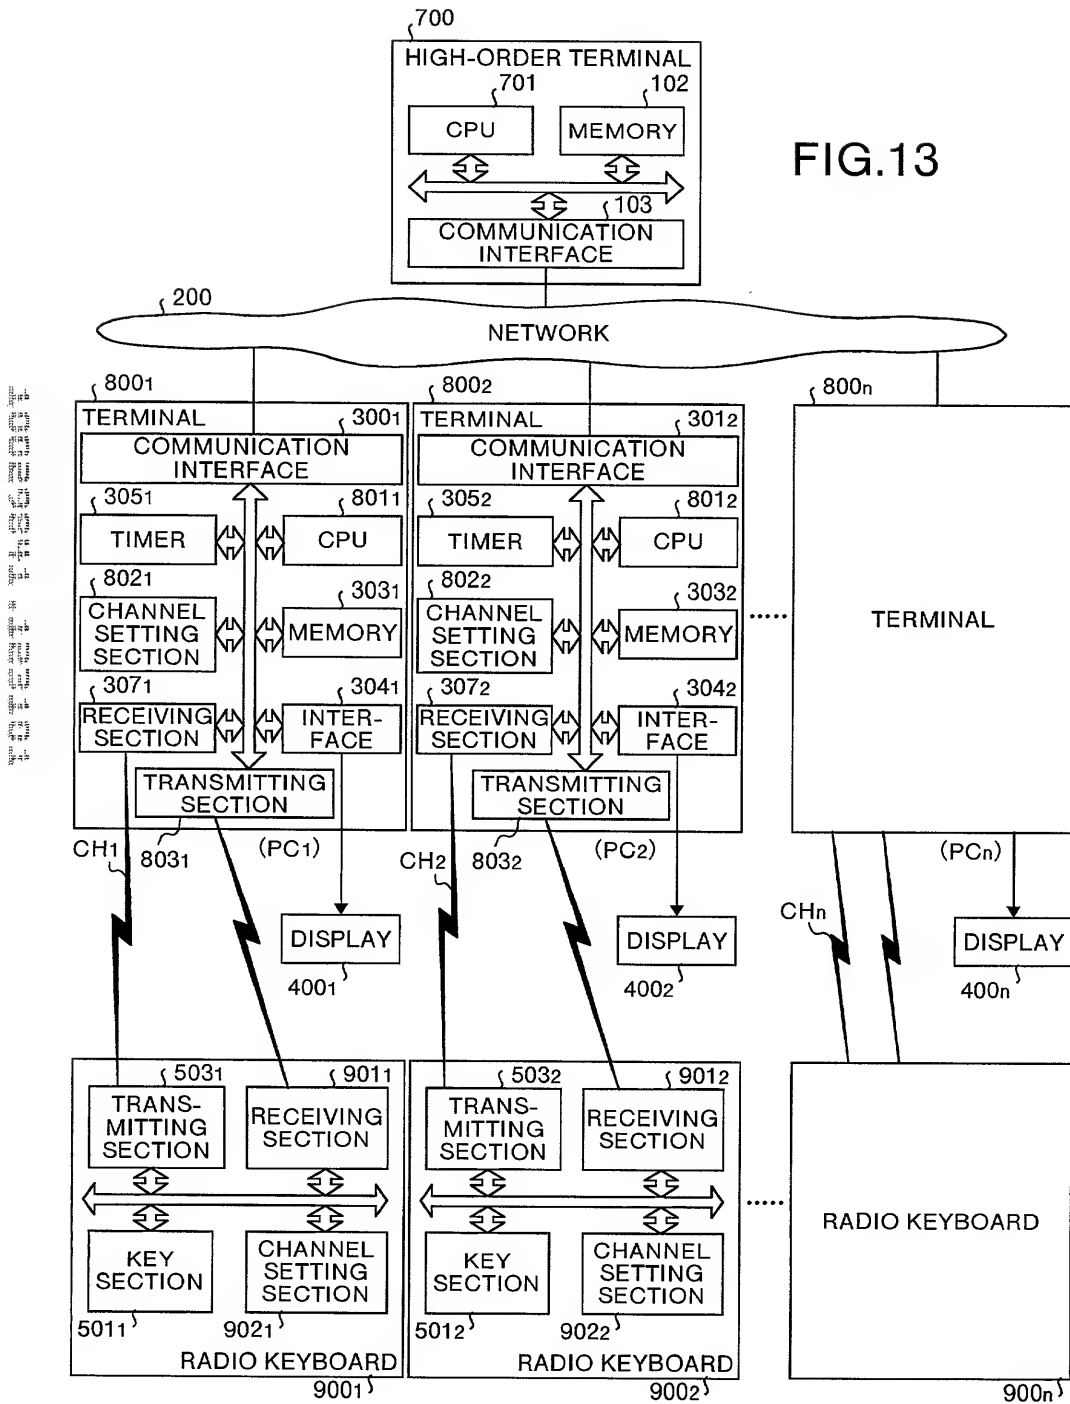 700
HIGH-ORDER TERMINAL
701
102
CPU
MEMORY
FIG.13
103
COMMUNICATION
INTERFACE
200
NETWORK
8001
8002
800n
TERMINAL
3001
COMMUNICATION
INTERFACE
3051
8011
TIMER
CPU
8021
3031
CHANNEL
SETTING
SECTION
MEMORY
3071
3041
RECEIVING
SECTION
INTER-
FACE
TRANSMITTING
SECTION
8031
(PC1)
CH1
DISPLAY
4001
TERMINAL
3012
COMMUNICATION
INTERFACE
3052
8012
TIMER
CPU
8022
3032
CHANNEL
SETTING
SECTION
MEMORY
3072
3042
RECEIVING
SECTION
INTER-
FACE
TRANSMITTING
SECTION
8032
(PC2)
CH2
DISPLAY
4002
.....
TERMINAL
(PCn)
CHn
DISPLAY
400n
5031
9011
TRANS-
MITTING
SECTION
RECEIVING
SECTION
KEY
SECTION
CHANNEL
SETTING
SECTION
5011
9021
RADIO KEYBOARD
9001
5032
9012
TRANS-
MITTING
SECTION
RECEIVING
SECTION
KEY
SECTION
CHANNEL
SETTING
SECTION
5012
9022
RADIO KEYBOARD
9002
.....
RADIO KEYBOARD
900n